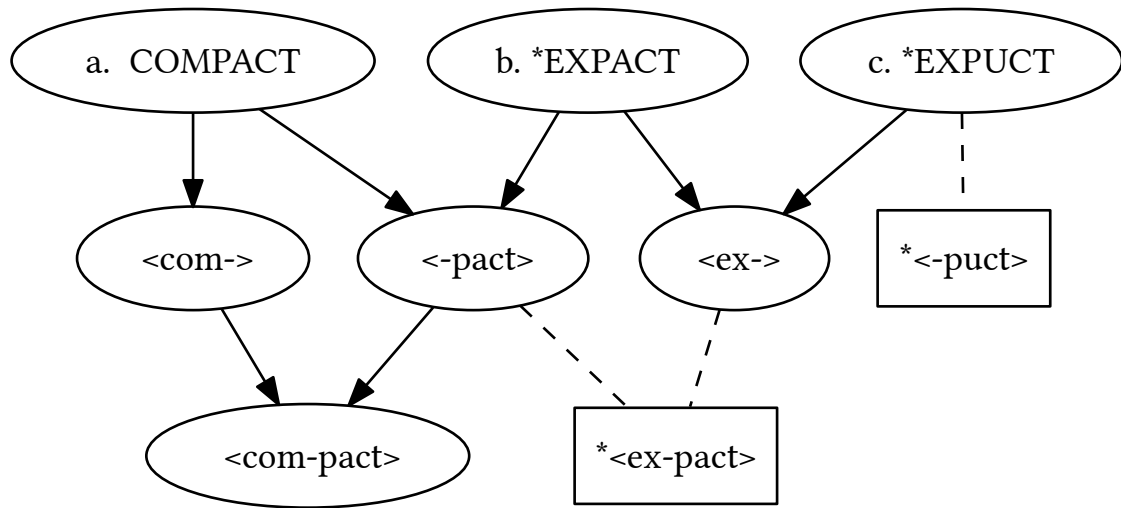 a. COMPACT
b. *EXPACT
c. *EXPUCT
<com->
<-pact>
<ex->
*<-puct>
<com-pact>
*<ex-pact>